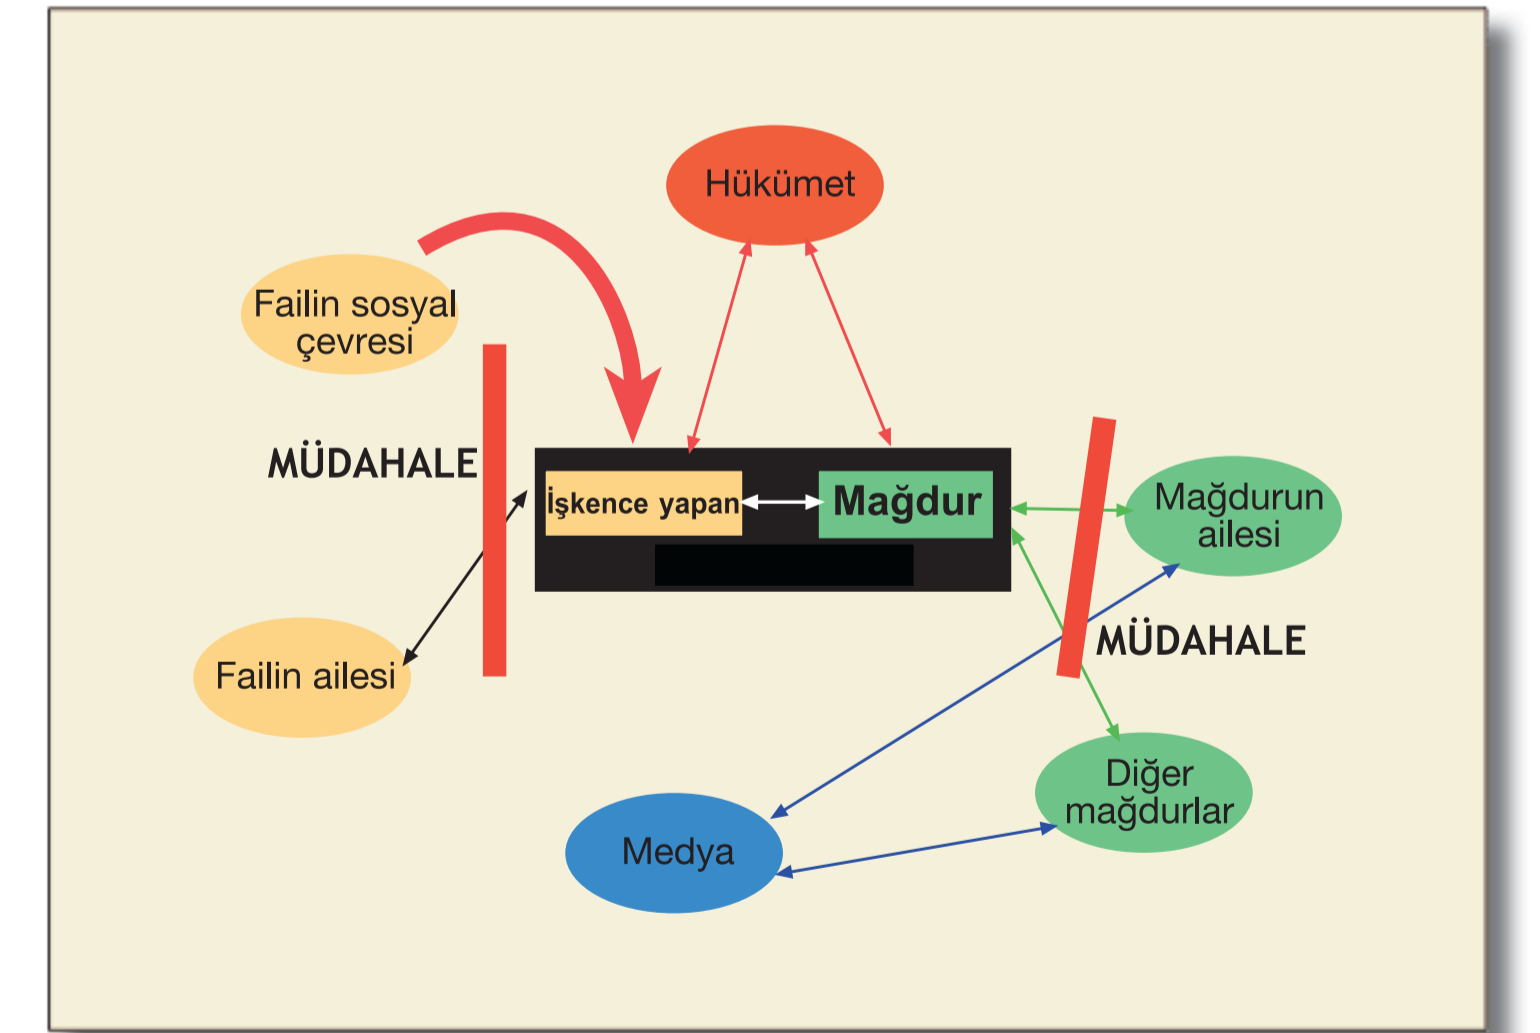 Hükümet
Failin sosyal
çevresi
MÜDAHALE
İşkence yapan
Mağdur
Mağdurun
ailesi
MÜDAHALE
Failin ailesi
Diğer
mağdurlar
Medya